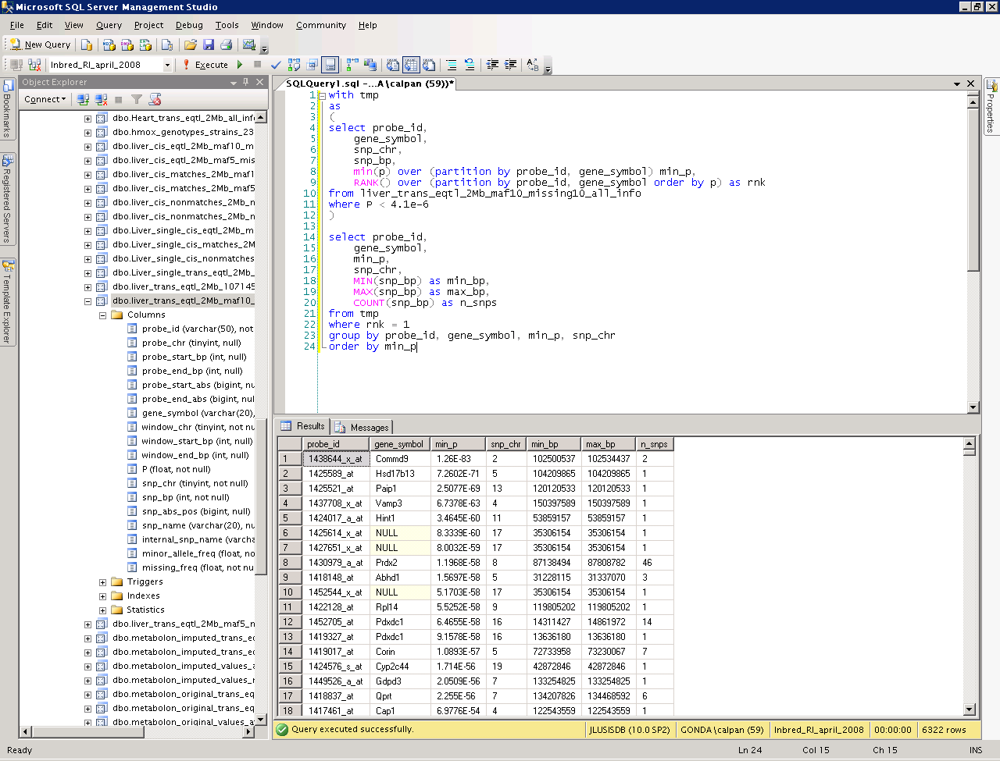 Microsoft SQL Server Management Studio
File Edit View Query Project Debug Tools Window Community Help
New Query
Inbred_RI_april_2008 Execute
Object Explorer
Connect
Bookmarks
Registered Servers
Template Explorer
dbo.Heart_trans_eqtl_2Mb_all_info
dbo.hmox_genotypes_strains_23
dbo.liver_cis_eqtl_2Mb_maf10_m
dbo.liver_cis_eqtl_2Mb_maf5_mis
dbo.liver_cis_matches_2Mb_maf1
dbo.liver_cis_matches_2Mb_maf5
dbo.liver_cis_nonmatches_2Mb_m
dbo.liver_cis_nonmatches_2Mb_n
dbo.Liver_single_cis_eqtl_2Mb_m
dbo.Liver_single_cis_matches_2M
dbo.Liver_single_cis_nonmatches
dbo.Liver_single_trans_eqtl_2Mb_
dbo.liver_trans_eqtl_2Mb_107145
dbo.liver_trans_eqtl_2Mb_maf10_
Columns
probe_id (varchar(50), not
probe_chr (tinyint, null)
probe_start_bp (int, null)
probe_end_bp (int, null)
probe_start_abs (bigint, nu
probe_end_abs (bigint, nu
gene_symbol (varchar(20),
window_chr (tinyint, not nu
window_start_bp (int, null)
window_end_bp (int, null)
P (float, not null)
snp_chr (tinyint, not null)
snp_bp (int, not null)
snp_abs_pos (bigint, null)
snp_name (varchar(20), nu
internal_snp_name (varcha
minor_allele_freq (float, no
missing_freq (float, not nu
Triggers
Indexes
Statistics
dbo.liver_trans_eqtl_2Mb_maf5_n
dbo.metabolon_imputed_trans_ec
dbo.metabolon_imputed_trans_ec
dbo.metabolon_imputed_values_a
dbo.metabolon_imputed_values_n
dbo.metabolon_original_trans_eq
dbo.metabolon_original_trans_eq
dbo.metabolon_original_values_a
SQLQuery1.sql -...A\calpan (59))*
1 with tmp
2 as
3 (
4 select probe_id,
5 gene_symbol,
6 snp_chr,
7 snp_bp,
8 min(p) over (partition by probe_id, gene_symbol) min_p,
9 RANK() over (partition by probe_id, gene_symbol order by p) as rnk
10 from liver_trans_eqtl_2Mb_maf10_missing10_all_info
11 where P < 4.1e-6
12 )
13
14 select probe_id,
15 gene_symbol,
16 min_p,
17 snp_chr,
18 MIN(snp_bp) as min_bp,
19 MAX(snp_bp) as max_bp,
20 COUNT(snp_bp) as n_snps
21 from tmp
22 where rnk = 1
23 group by probe_id, gene_symbol, min_p, snp_chr
24 order by min_p
Properties
Results Messages
probe_id gene_symbol min_p snp_chr min_bp max_bp n_snps
1 1438644_x_at Commd9 1.26E-83 2 102500537 102534437 2
2 1425589_at Hsd17b13 7.2602E-71 5 104209865 104209865 1
3 1425521_at Paip1 2.5077E-69 13 120120533 120120533 1
4 1437708_x_at Vamp3 6.7378E-63 4 150397589 150397589 1
5 1424017_a_at Hint1 3.4645E-60 11 53859157 53859157 1
6 1425614_x_at NULL 8.3339E-60 17 35306154 35306154 1
7 1427651_x_at NULL 8.0032E-59 17 35306154 35306154 1
8 1430979_a_at Prdx2 1.1968E-58 8 87138494 87808782 46
9 1418148_at Abhd1 1.5697E-58 5 31228115 31337070 3
10 1452544_x_at NULL 5.1703E-58 17 35306154 35306154 1
11 1422128_at Rpl14 5.5252E-58 9 119805202 119805202 1
12 1452705_at Pdxdc1 6.4655E-58 16 14311427 14861972 14
13 1419327_at Pdxdc1 9.1578E-58 16 13636180 13636180 1
14 1419017_at Corin 1.0893E-57 5 72733958 73230067 7
15 1424576_s_at Cyp2c44 1.714E-56 19 42872846 42872846 1
16 1449526_a_at Gdpd3 2.0509E-56 7 133254825 133254825 1
17 1418837_at Qprt 2.255E-56 7 134207826 134468592 6
18 1417461_at Cap1 6.9776E-54 4 122543559 122543559 1
Query executed successfully. JLUSISDB (10.0 SP2) GONDA\calpan (59) Inbred_RI_april_2008 00:00:00 6322 rows
Ready Ln 24 Col 15 Ch 15 INS